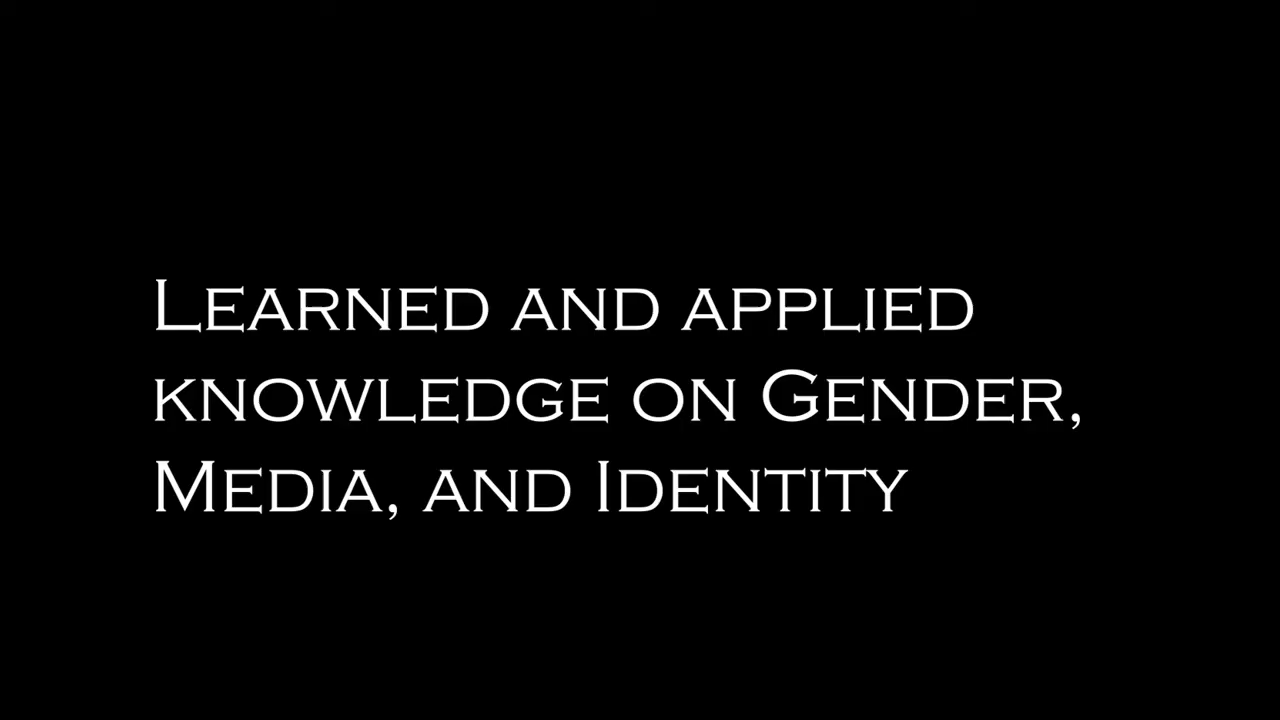 Learned and applied
knowledge on Gender,
Media, and Identity